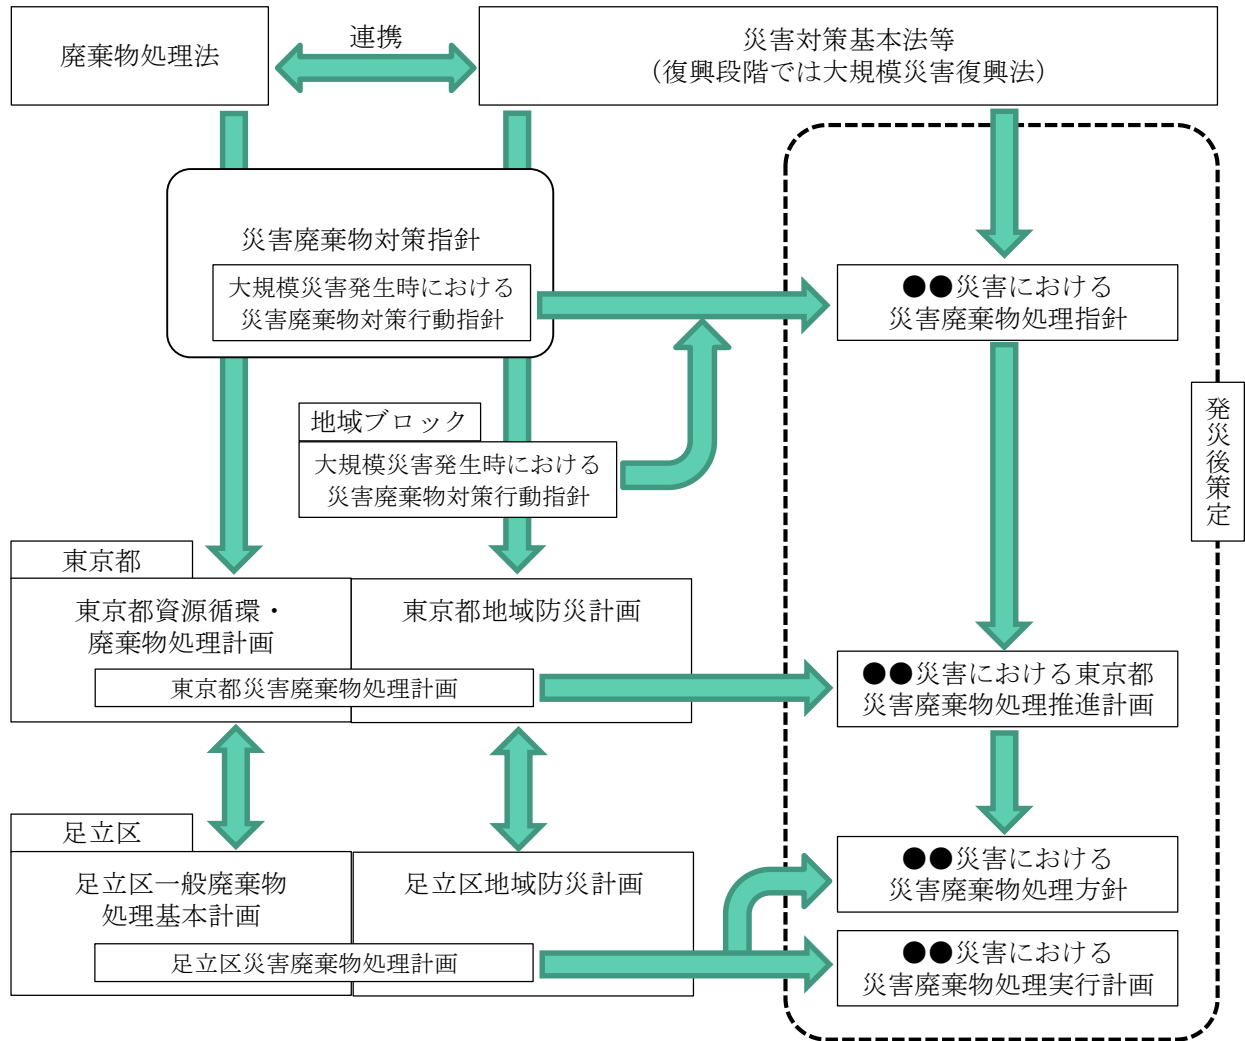 廃棄物処理法
連携
災害対策基本法等
（復興段階では大規模災害復興法）
災害廃棄物対策指針
大規模災害発生時における
災害廃棄物対策行動指針
●●災害における
災害廃棄物処理指針
地域ブロック
大規模災害発生時における
災害廃棄物対策行動指針
発災後策定
東京都
東京都資源循環・
廃棄物処理計画
東京都地域防災計画
東京都災害廃棄物処理計画
●●災害における東京都
災害廃棄物処理推進計画
足立区
足立区一般廃棄物
処理基本計画
足立区地域防災計画
足立区災害廃棄物処理計画
●●災害における
災害廃棄物処理方針
●●災害における
災害廃棄物処理実行計画